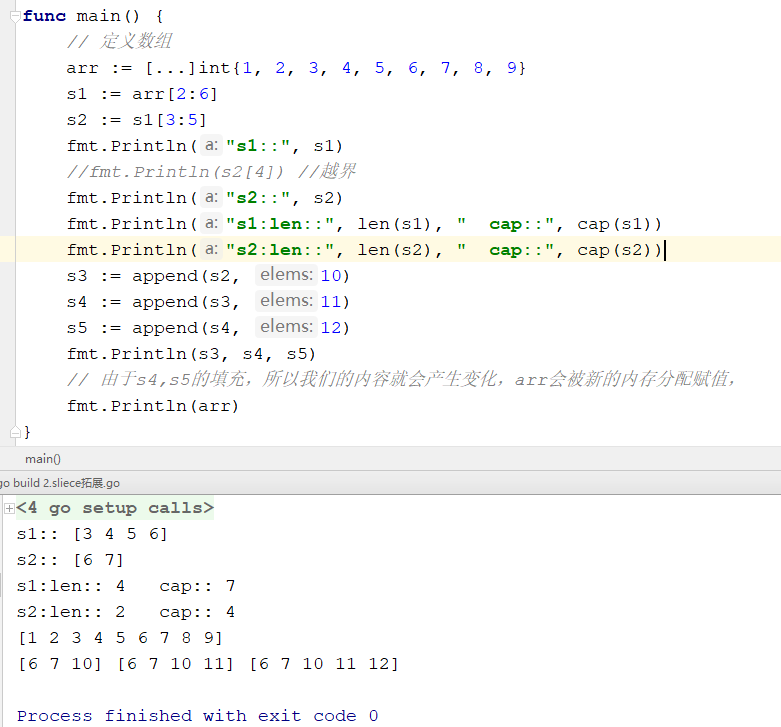 func main() {
// 定义数组
arr := [...]int{1, 2, 3, 4, 5, 6, 7, 8, 9}
s1 := arr[2:6]
s2 := s1[3:5]
fmt.Println( a: "s1::", s1)
//fmt.Println(s2[4]) //越界
fmt.Println( a: "s2::", s2)
fmt.Println( a: "s1:len::", len(s1), "  cap::", cap(s1))
fmt.Println( a: "s2:len::", len(s2), "  cap::", cap(s2))
s3 := append(s2, elems: 10)
s4 := append(s3, elems: 11)
s5 := append(s4, elems: 12)
fmt.Println(s3, s4, s5)
// 由于s4,s5的填充，所以我们的内容就会产生变化，arr会被新的内存分配赋值，
fmt.Println(arr)
}
main()
go build 2.sliece拓展.go
<4 go setup calls>
s1:: [3 4 5 6]
s2:: [6 7]
s1:len:: 4   cap:: 7
s2:len:: 2   cap:: 4
[1 2 3 4 5 6 7 8 9]
[6 7 10] [6 7 10 11] [6 7 10 11 12]
Process finished with exit code 0